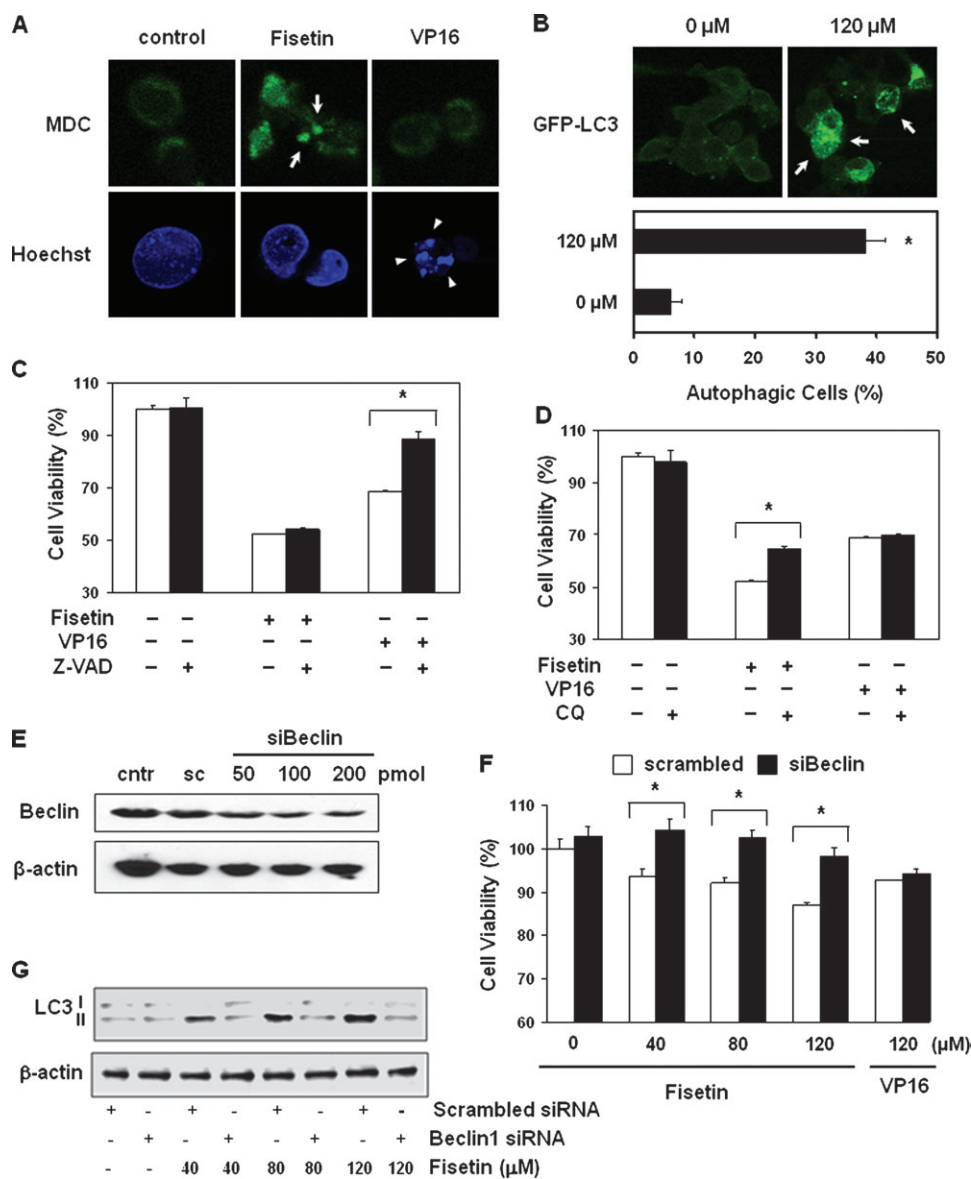 A
control Fisetin VP16
MDC
Hoechst
B
0 µM 120 µM
GFP-LC3
120 µM
*
0 µM
0 10 20 30 40 50
Autophagic Cells (%)
C
Cell Viability (%)
110
90
70
50
30
*
Fisetin – – + + – –
VP16 – – – – + +
Z-VAD – + – + – +
D
Cell Viability (%)
110
90
70
50
30
*
Fisetin – – + + – –
VP16 – – – – + +
CQ – + – + – +
E
siBeclin
cntr sc 50 100 200 pmol
Beclin
β-actin
F
scrambled siBeclin
Cell Viability (%)
110
100
90
80
70
60
* * *
0 40 80 120 120 (µM)
Fisetin VP16
G
LC3 I
II
β-actin
+ - + - + - + - Scrambled siRNA
- + - + - + - + Beclin1 siRNA
- - 40 40 80 80 120 120 Fisetin (µM)